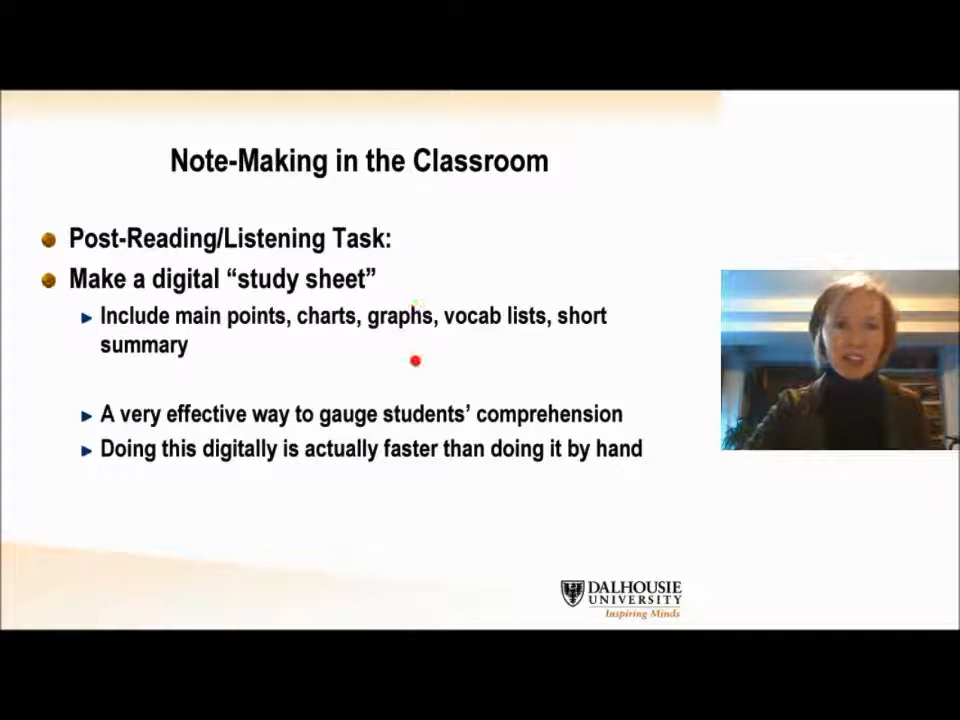 Note-Making in the Classroom
Post-Reading/Listening Task:
Make a digital “study sheet”
Include main points, charts, graphs, vocab lists, short
summary
A very effective way to gauge students’ comprehension
Doing this digitally is actually faster than doing it by hand
DALHOUSIE
UNIVERSITY
Inspiring Minds